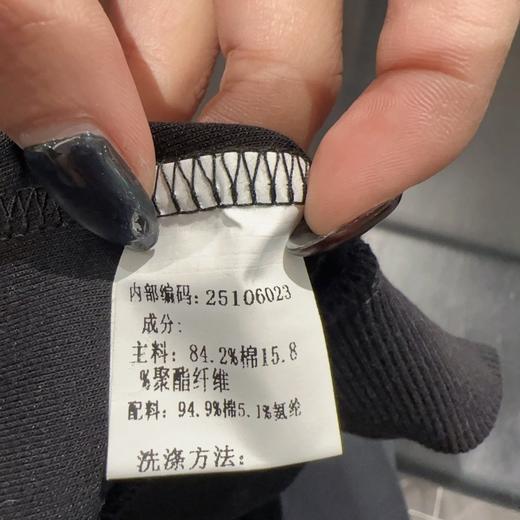 内部编码: 25106023
成分:
主料: 84.2%棉15.8
%聚酯纤维
配料: 94.9%棉5.1%氨纶
洗涤方法: